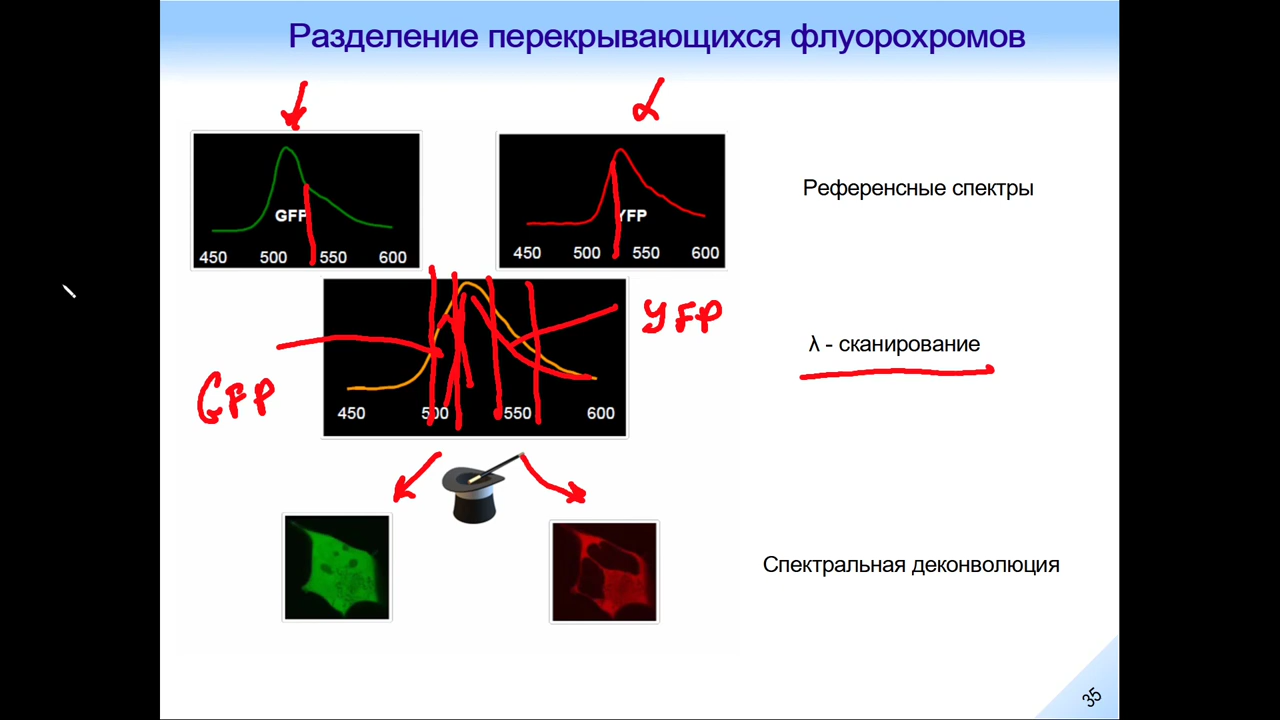 Разделение перекрывающихся флуорохромов
GFP
450 500 550 600
YFP
450 500 550 600
Референсные спектры
YFP
λ - сканирование
GFP
450 500 550 600
Спектральная деконволюция
35